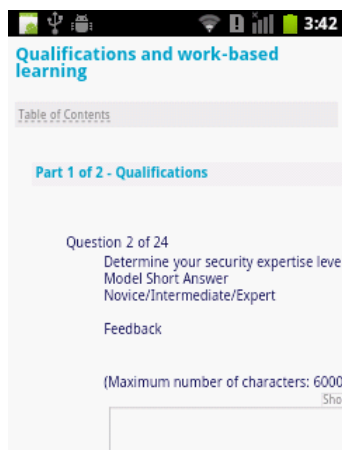 3:42
Qualifications and work-based
learning
Table of Contents
Part 1 of 2 - Qualifications
Question 2 of 24
Determine your security expertise leve
Model Short Answer
Novice/Intermediate/Expert
Feedback
(Maximum number of characters: 6000
Sho